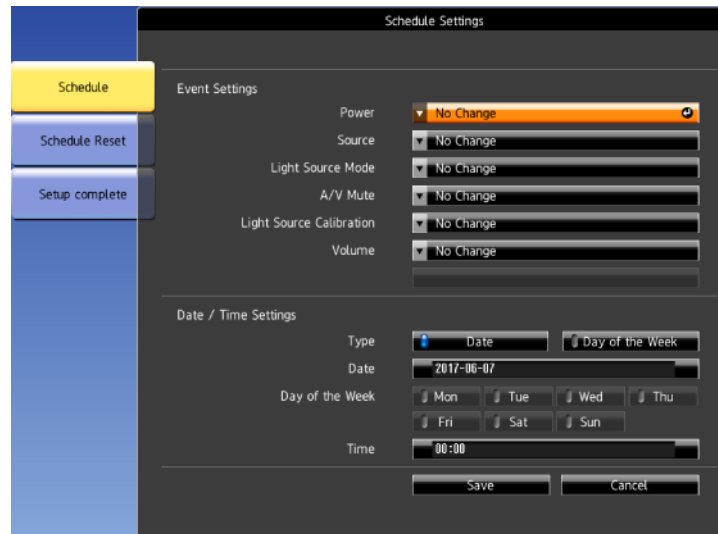 Schedule Settings
Schedule
Schedule Reset
Setup complete
Event Settings
Power No Change
Source No Change
Light Source Mode No Change
A/V Mute No Change
Light Source Calibration No Change
Volume No Change
Date / Time Settings
Type Date Day of the Week
Date 2017-06-07
Day of the Week Mon Tue Wed Thu
Fri Sat Sun
Time 00:00
Save Cancel